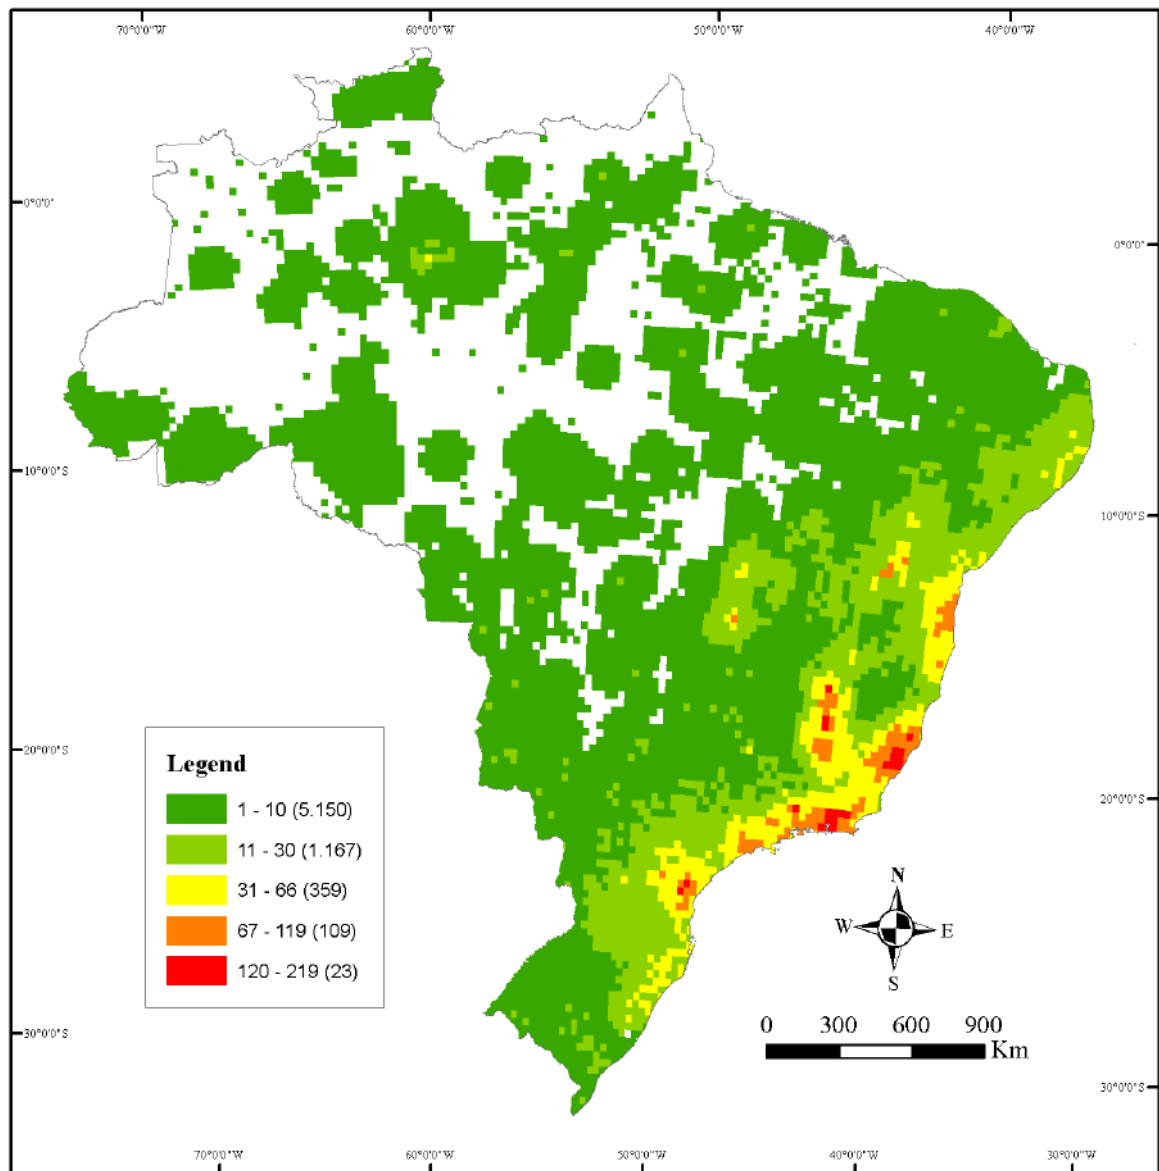 70°0'0"W 60°0'0"W 50°0'0"W 40°0'0"W
0°0'0"
0°0'0"
10°0'0"S
10°0'0"S
20°0'0"S
20°0'0"S
30°0'0"S
30°0'0"S
Legend
1 - 10 (5.150)
11 - 30 (1.167)
31 - 66 (359)
67 - 119 (109)
120 - 219 (23)
N
W E
S
0 300 600 900
Km
70°0'0"W 60°0'0"W 50°0'0"W 40°0'0"W 30°0'0"W